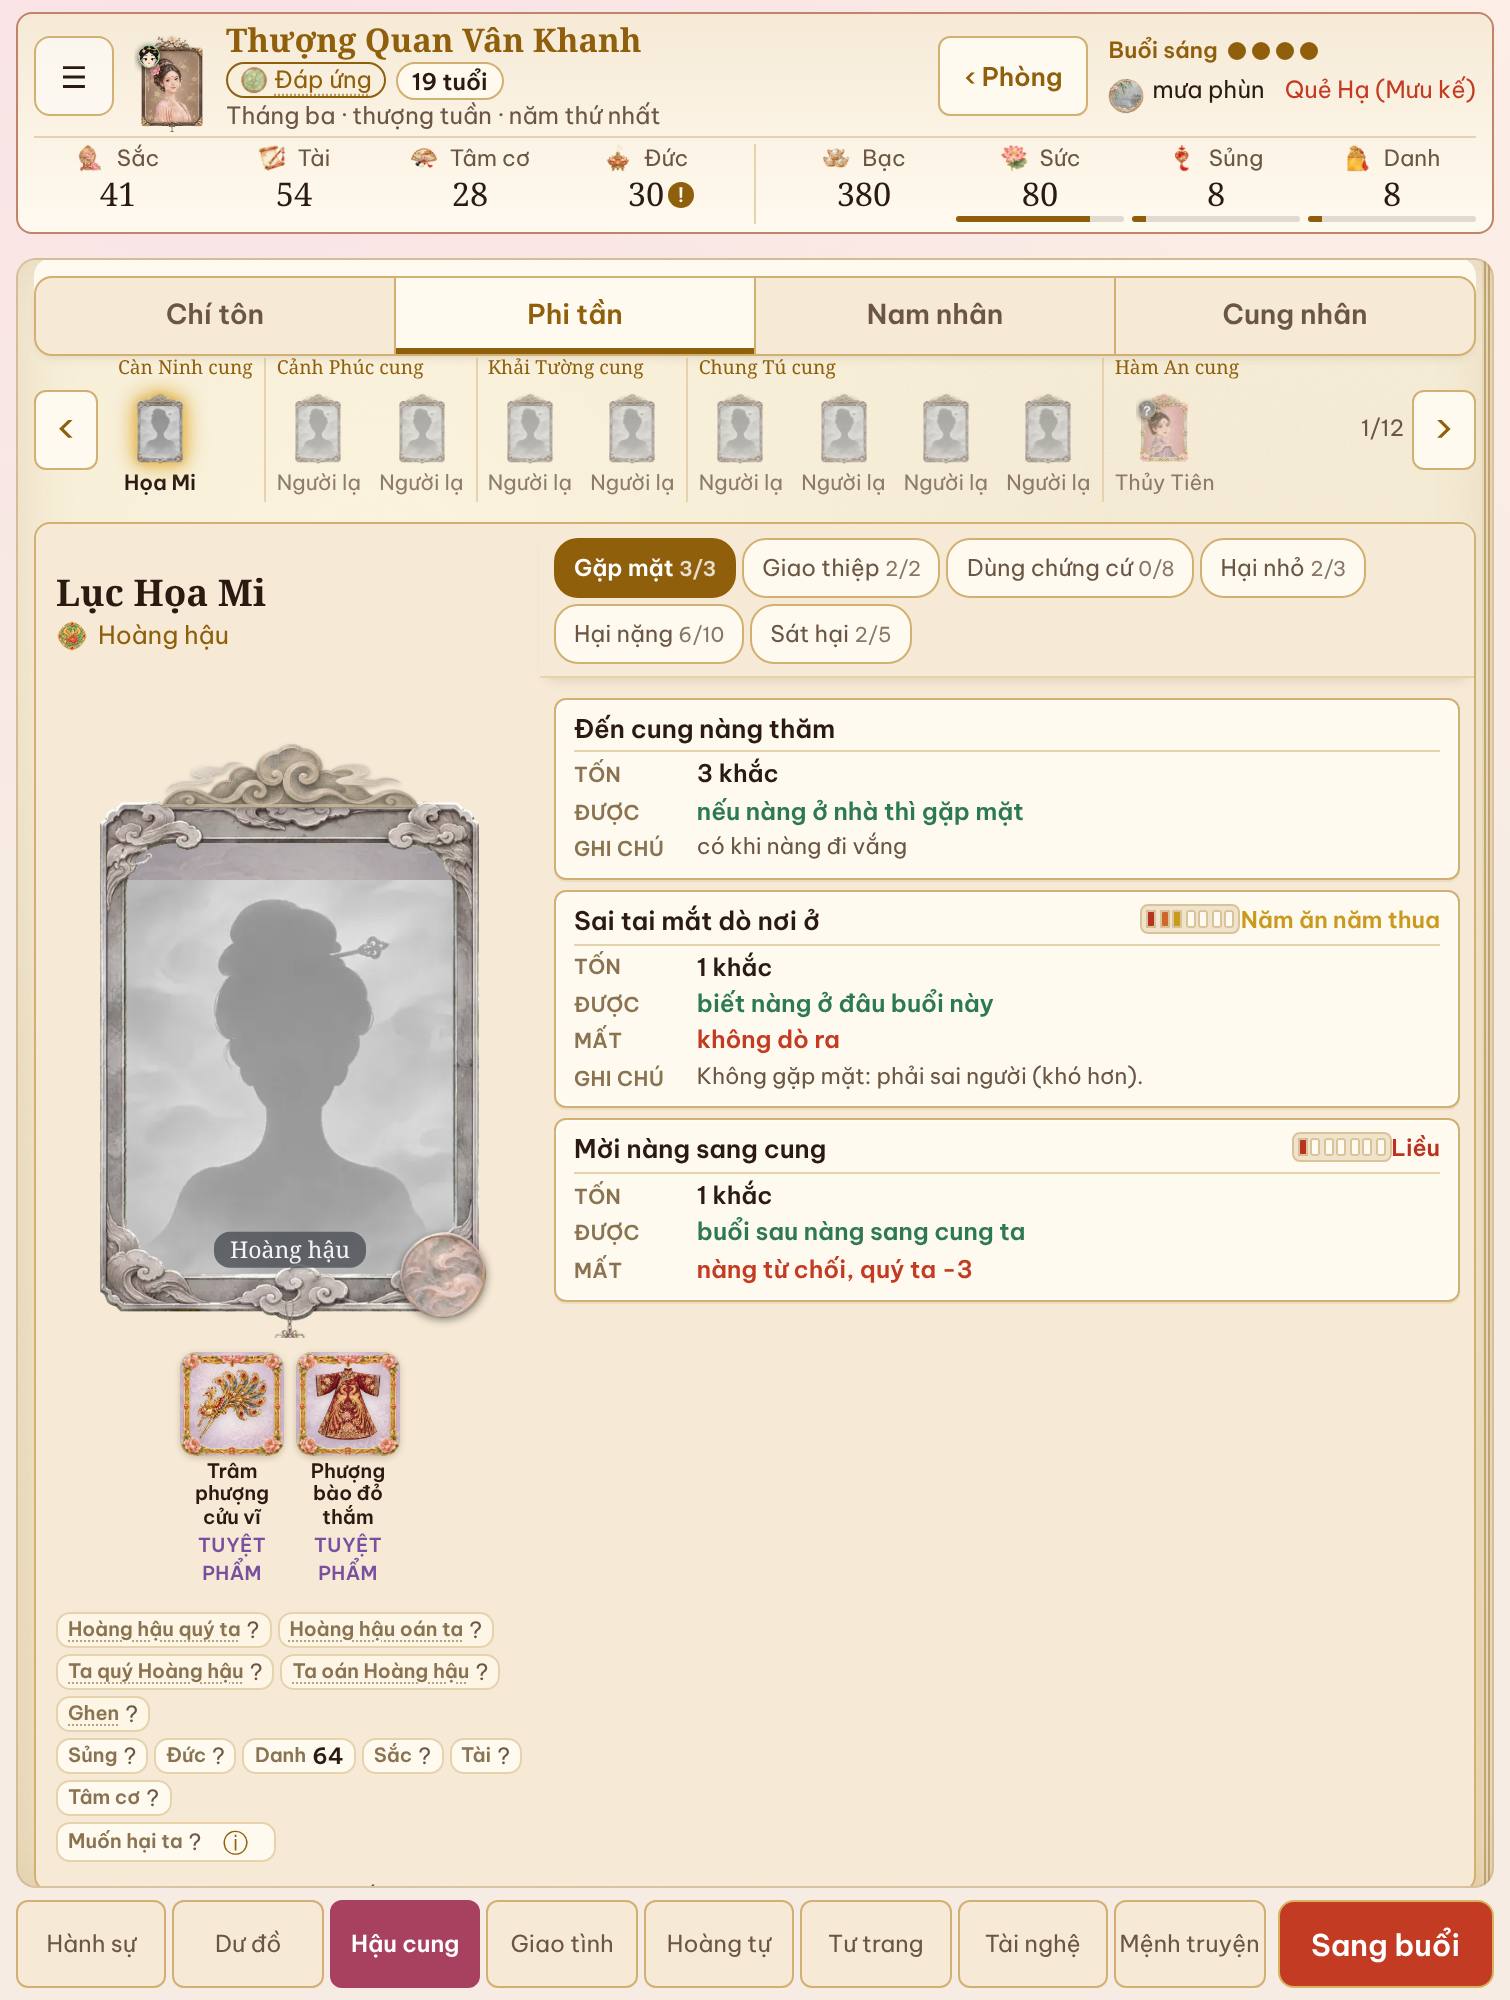 ☰
Thượng Quan Vân Khanh
Đáp ứng
19 tuổi
Tháng ba · thượng tuần · năm thứ nhất
‹ Phòng
Buổi sáng
mưa phùn Quẻ Hạ (Mưu kế)
Sắc Tài Tâm cơ Đức Bạc Sức Sủng Danh
41 54 28 30 ! 380 80 8 8
Chí tôn Phi tần Nam nhân Cung nhân
Càn Ninh cung Cảnh Phúc cung Khải Tường cung Chung Tú cung Hàm An cung
‹ ? 1/12 ›
Họa Mi Người lạ Người lạ Người lạ Người lạ Người lạ Người lạ Người lạ Người lạ Thủy Tiên
Lục Họa Mi
Hoàng hậu
Hoàng hậu
Trâm phượng cửu vĩ
TUYỆT PHẨM
Phượng bào đỏ thắm
TUYỆT PHẨM
Hoàng hậu quý ta ? Hoàng hậu oán ta ?
Ta quý Hoàng hậu ? Ta oán Hoàng hậu ?
Ghen ?
Sủng ? Đức ? Danh 64 Sắc ? Tài ?
Tâm cơ ?
Muốn hại ta ? ⓘ
Gặp mặt 3/3 Giao thiệp 2/2 Dùng chứng cứ 0/8 Hại nhỏ 2/3
Hại nặng 6/10 Sát hại 2/5
Đến cung nàng thăm
TỐN 3 khắc
ĐƯỢC nếu nàng ở nhà thì gặp mặt
GHI CHÚ có khi nàng đi vắng
Sai tai mắt dò nơi ở Năm ăn năm thua
TỐN 1 khắc
ĐƯỢC biết nàng ở đâu buổi này
MẤT không dò ra
GHI CHÚ Không gặp mặt: phải sai người (khó hơn).
Mời nàng sang cung Liều
TỐN 1 khắc
ĐƯỢC buổi sau nàng sang cung ta
MẤT nàng từ chối, quý ta -3
Hành sự Dư đồ Hậu cung Giao tình Hoàng tự Tư trang Tài nghệ Mệnh truyện Sang buổi